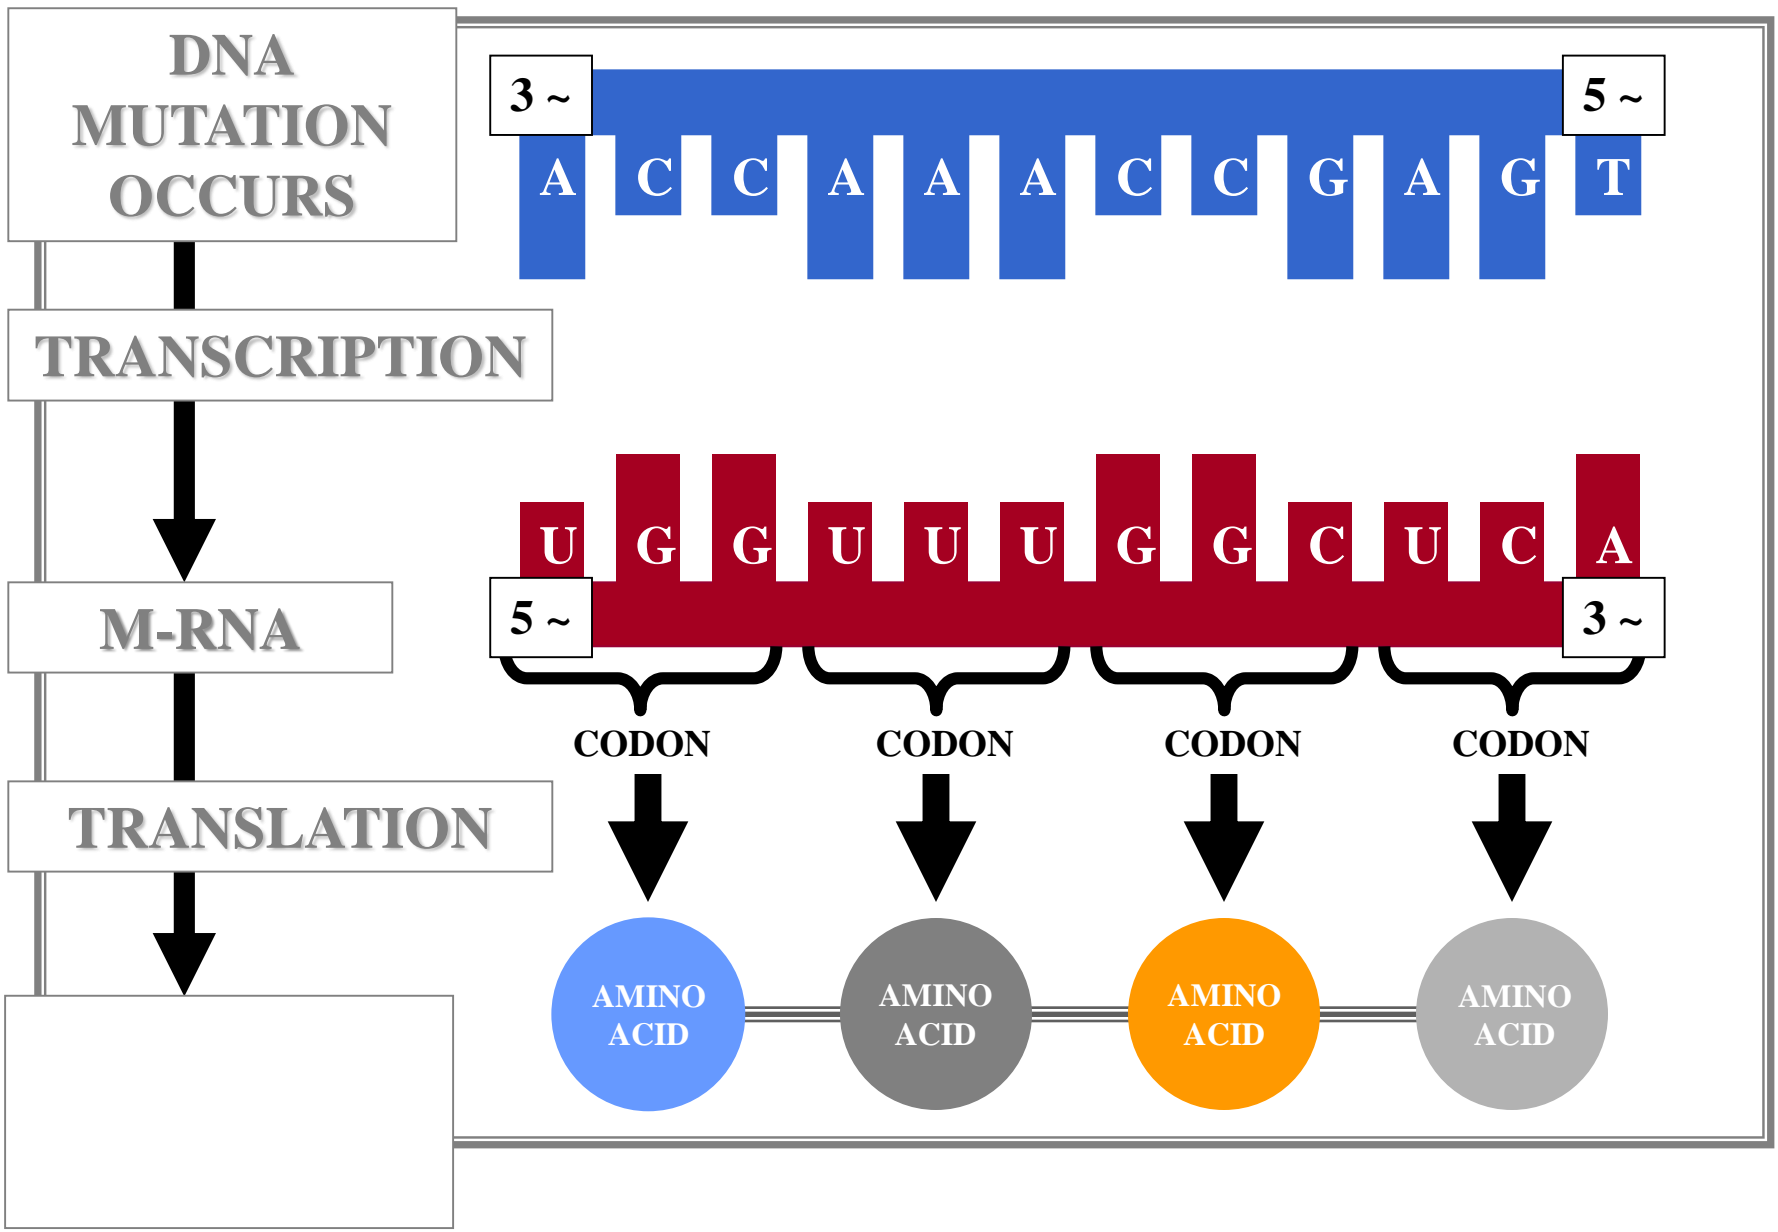 DNA
MUTATION
OCCURS
3 ~
5 ~
A C C A A A C C G A G T
TRANSCRIPTION
U G G U U U G G C U C A
5 ~
3 ~
M-RNA
CODON CODON CODON CODON
TRANSLATION
AMINO
ACID
AMINO
ACID
AMINO
ACID
AMINO
ACID